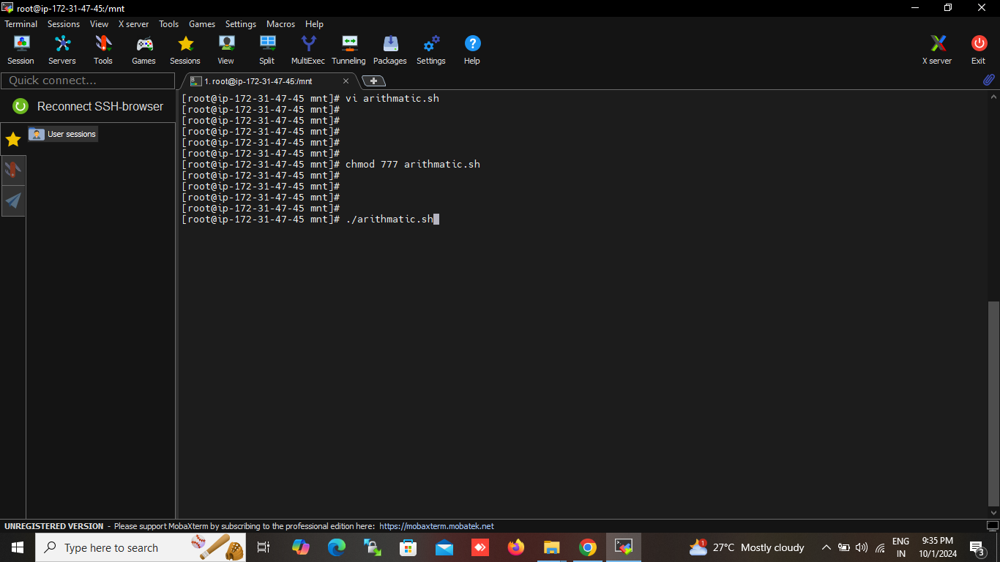 root@ip-172-31-47-45:/mnt
Terminal Sessions View X server Tools Games Settings Macros Help
Session Servers Tools Games Sessions View Split MultiExec Tunneling Packages Settings Help X server Exit
Quick connect...
1. root@ip-172-31-47-45:/mnt
Reconnect SSH-browser
User sessions
[root@ip-172-31-47-45 mnt]# vi arithmatic.sh
[root@ip-172-31-47-45 mnt]#
[root@ip-172-31-47-45 mnt]#
[root@ip-172-31-47-45 mnt]#
[root@ip-172-31-47-45 mnt]#
[root@ip-172-31-47-45 mnt]#
[root@ip-172-31-47-45 mnt]# chmod 777 arithmatic.sh
[root@ip-172-31-47-45 mnt]#
[root@ip-172-31-47-45 mnt]#
[root@ip-172-31-47-45 mnt]#
[root@ip-172-31-47-45 mnt]#
[root@ip-172-31-47-45 mnt]# ./arithmatic.sh
UNREGISTERED VERSION - Please support MobaXterm by subscribing to the professional edition here: https://mobaxterm.mobatek.net
Type here to search
1
27°C Mostly cloudy
ENG
IN
9:35 PM
10/1/2024
3